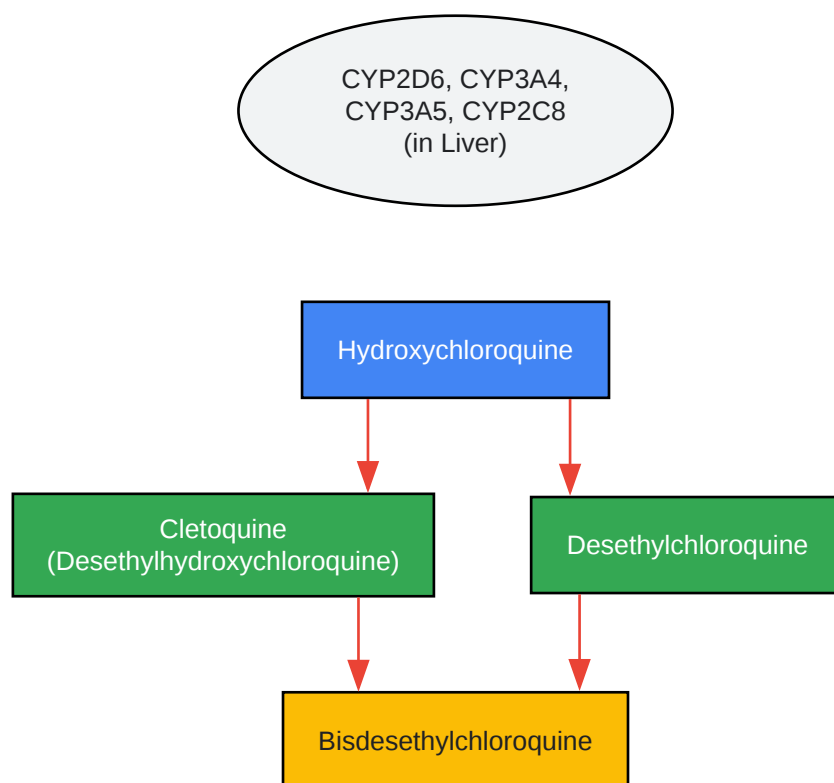 CYP2D6, CYP3A4,
CYP3A5, CYP2C8
(in Liver)
Hydroxychloroquine
Cletoquine
(Desethylhydroxychloroquine)
Desethylchloroquine
Bisdesethylchloroquine